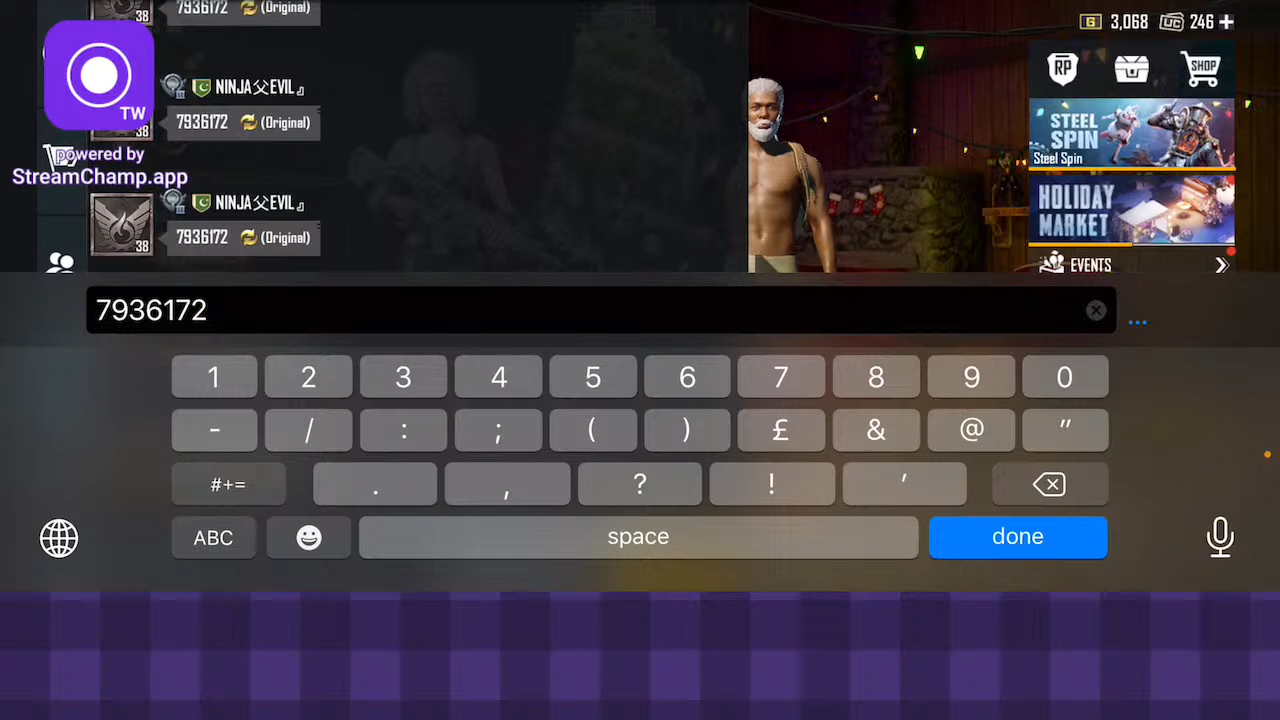 38
7936172 (Original)
G 3,068 UC 246 +
TW
NINJA父EVIL』
38
7936172 (Original)
RP
SHOP
STEEL
SPIN
Steel Spin
powered by
StreamChamp.app
NINJA父EVIL』
38
7936172 (Original)
HOLIDAY
MARKET
EVENTS
7936172
...
1 2 3 4 5 6 7 8 9 0
- / : ; ( ) £ & @ "
#+= . , ? ! '
ABC space done